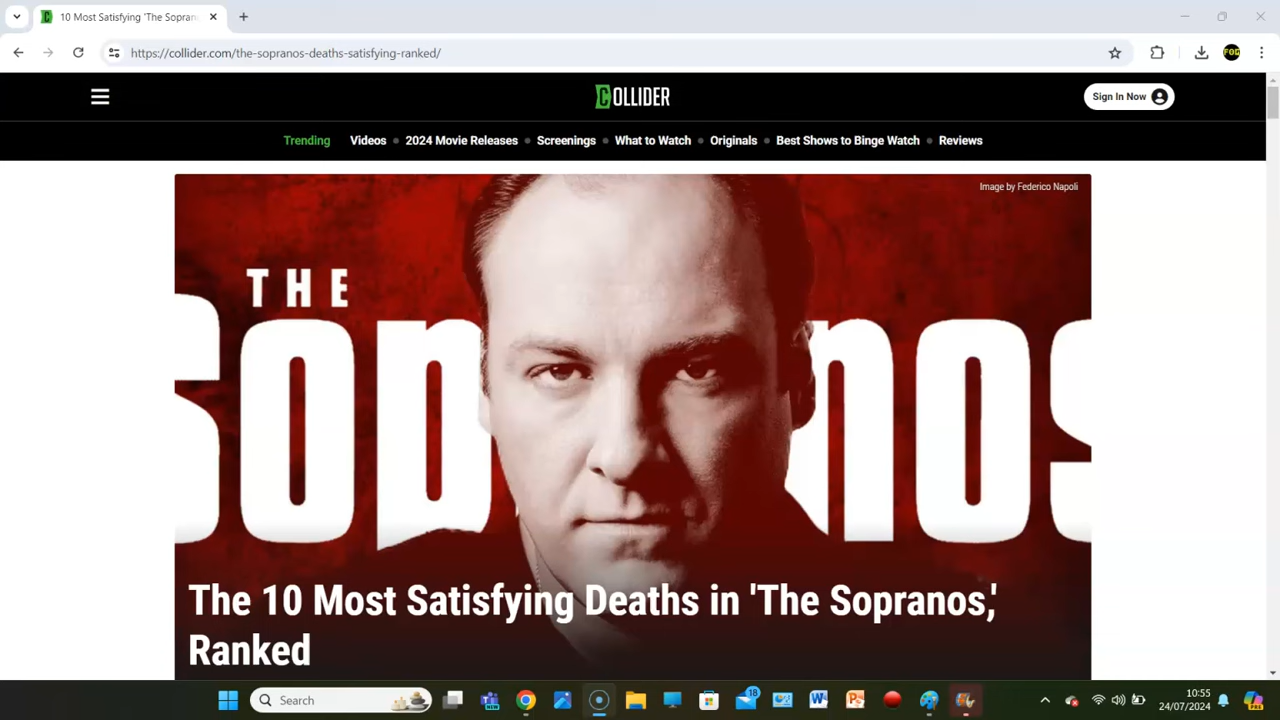 10 Most Satisfying 'The Sopran
https://collider.com/the-sopranos-deaths-satisfying-ranked/
COLLIDER
Sign In Now
Trending Videos 2024 Movie Releases Screenings What to Watch Originals Best Shows to Binge Watch Reviews
Image by Federico Napoli
THE
Sopranos
The 10 Most Satisfying Deaths in 'The Sopranos,'
Ranked
Search
18
10:55
24/07/2024